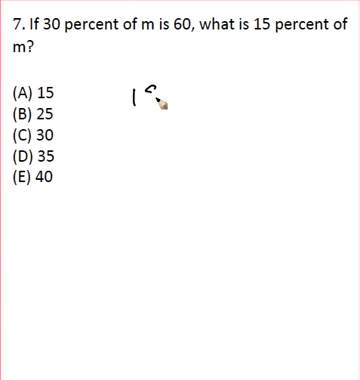 7. If 30 percent of m is 60, what is 15 percent of
m?
(A) 15
(B) 25
(C) 30
(D) 35
(E) 40